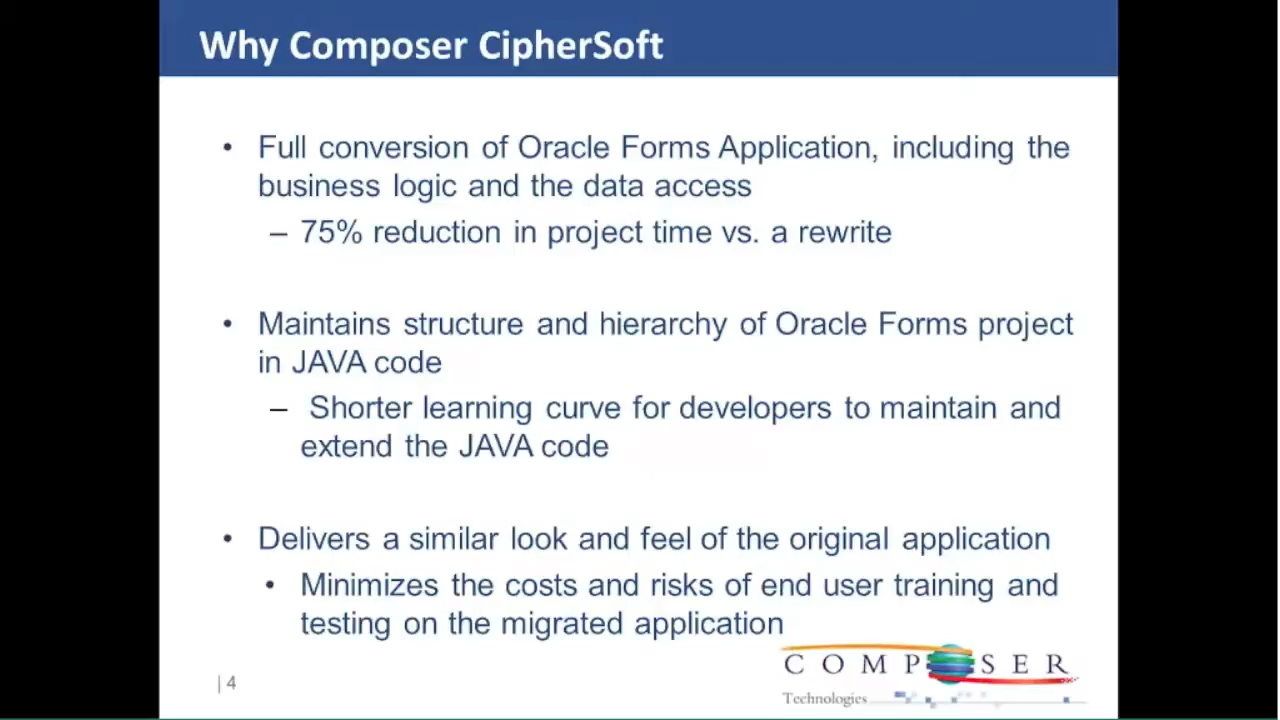 Why Composer CipherSoft
• Full conversion of Oracle Forms Application, including the
business logic and the data access
– 75% reduction in project time vs. a rewrite
• Maintains structure and hierarchy of Oracle Forms project
in JAVA code
– Shorter learning curve for developers to maintain and
extend the JAVA code
• Delivers a similar look and feel of the original application
• Minimizes the costs and risks of end user training and
testing on the migrated application
| 4
COMPOSER
Technologies